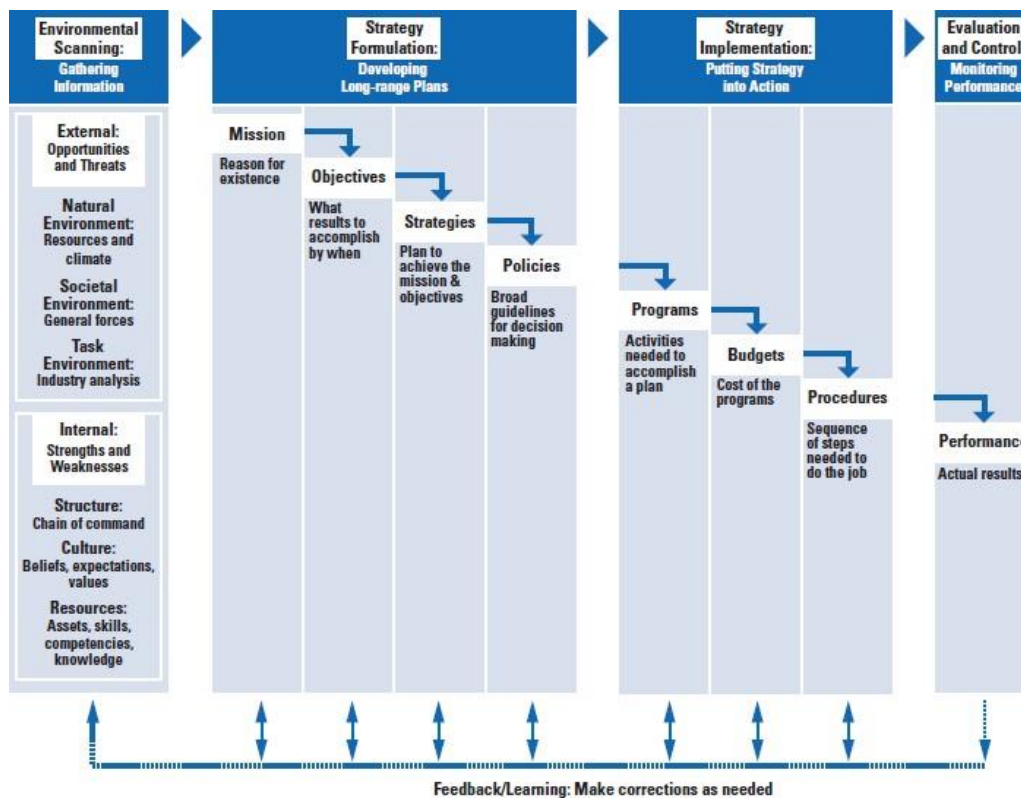 Environmental
Scanning:
Gathering
Information
Strategy
Formulation:
Developing
Long-range Plans
Strategy
Implementation:
Putting Strategy
into Action
Evaluation
and Control
Monitoring
Performance
External:
Opportunities
and Threats
Natural
Environment:
Resources and
climate
Societal
Environment:
General forces
Task
Environment:
Industry analysis
Internal:
Strengths and
Weaknesses
Structure:
Chain of command
Culture:
Beliefs, expectations,
values
Resources:
Assets, skills,
competencies,
knowledge
Mission
Reason for
existence
Objectives
What
results to
accomplish
by when
Strategies
Plan to
achieve the
mission &
objectives
Policies
Broad
guidelines
for decision
making
Programs
Activities
needed to
accomplish
a plan
Budgets
Cost of the
programs
Procedures
Sequence
of steps
needed to
do the job
Performance
Actual results
Feedback/Learning: Make corrections as needed